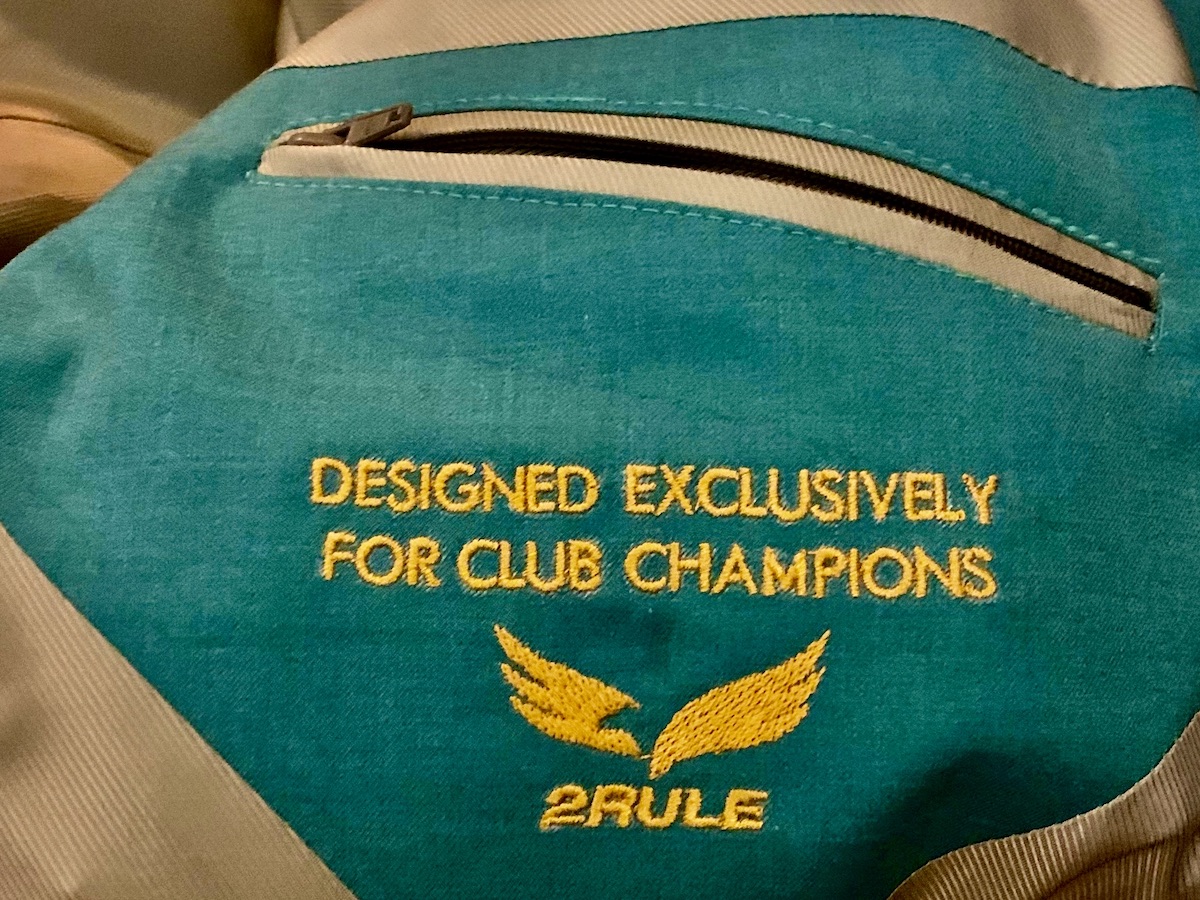 DESIGNED EXCLUSIVELY
FOR CLUB CHAMPIONS
2RULE